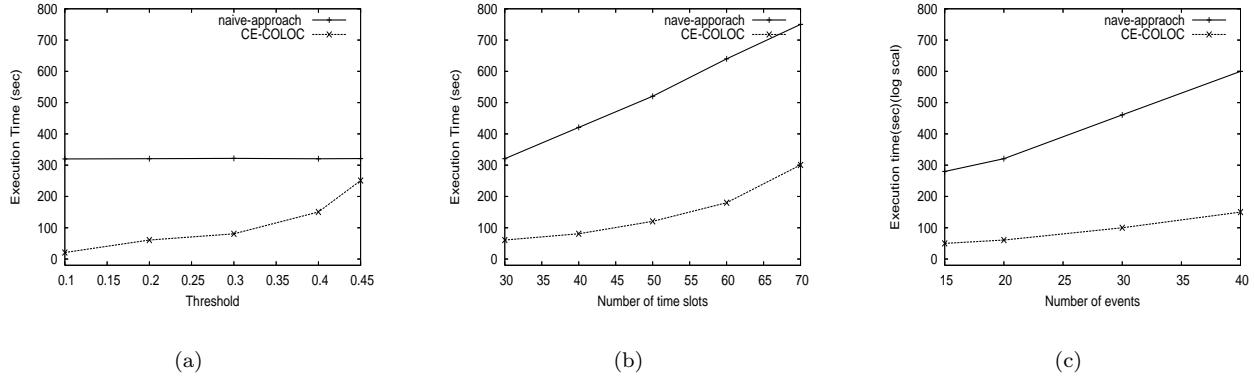 naive-approach
CE-COLOC
800
700
600
500
400
300
200
100
0
Execution Time (sec)
0.1 0.15 0.2 0.25 0.3 0.35 0.4 0.45
Threshold
(a)
nave-apporach
CE-COLOC
800
700
600
500
400
300
200
100
0
Execution Time (sec)
30 35 40 45 50 55 60 65 70
Number of time slots
(b)
nave-appraoch
CE-COLOC
800
700
600
500
400
300
200
100
0
Execution time(sec)(log scal)
15 20 25 30 35 40
Number of events
(c)